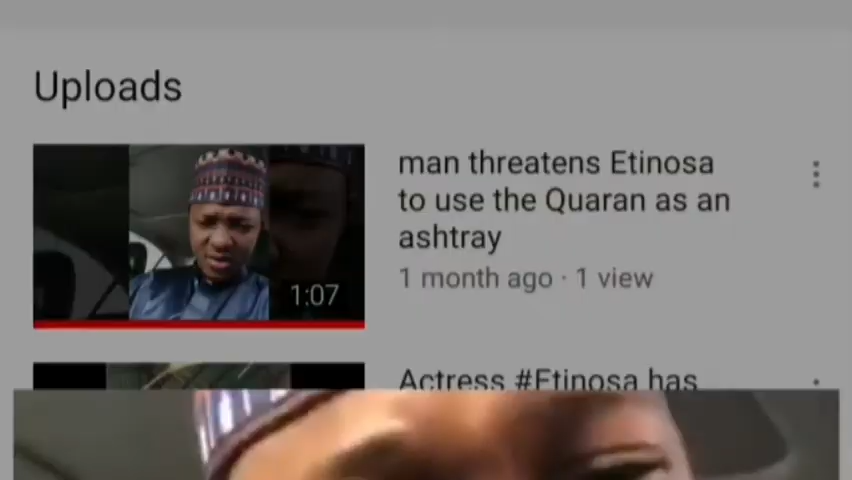 Uploads
man threatens Etinosa
to use the Quaran as an
ashtray
1:07
1 month ago · 1 view
Actress #Etinosa has